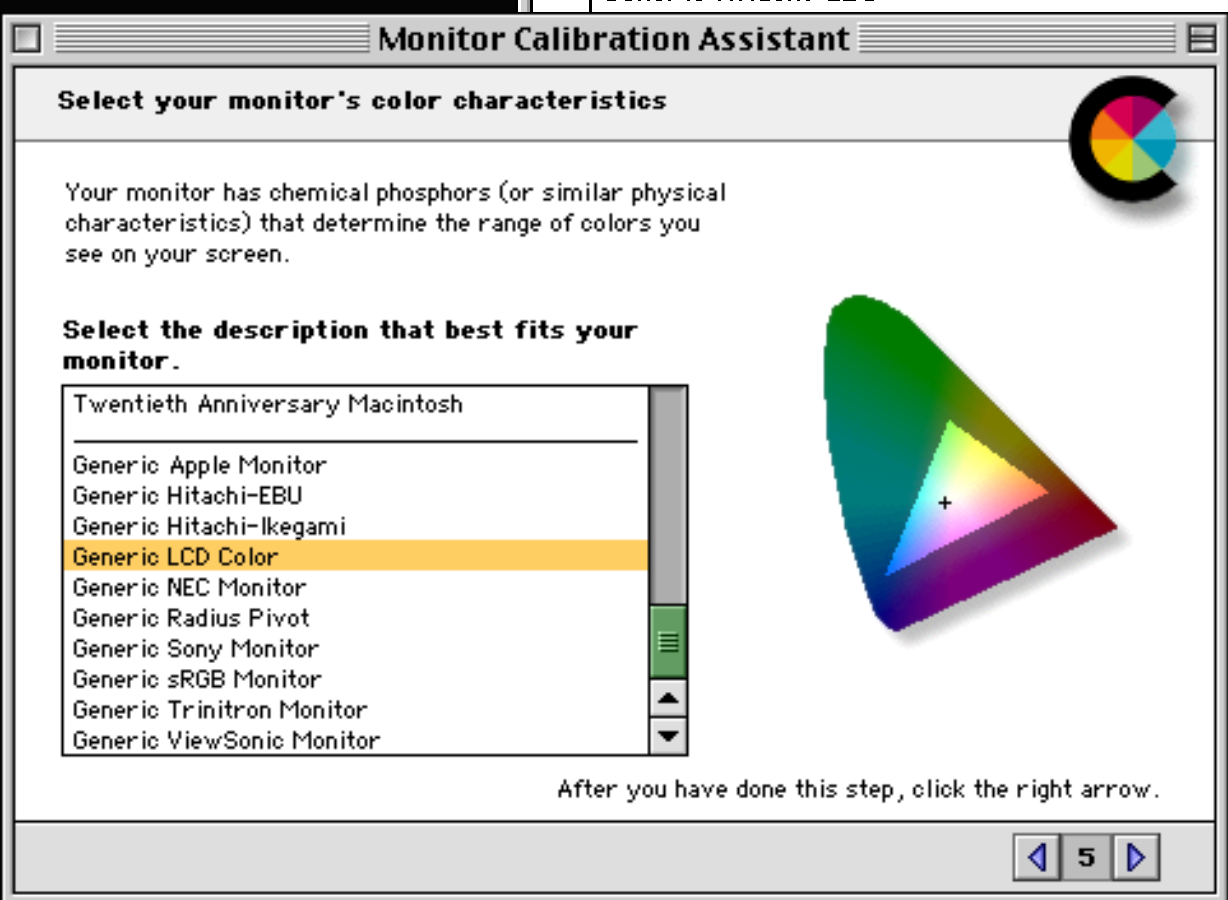 Monitor Calibration Assistant
Select your monitor's color characteristics
Your monitor has chemical phosphors (or similar physical
characteristics) that determine the range of colors you
see on your screen.
Select the description that best fits your
monitor.
Twentieth Anniversary Macintosh
Generic Apple Monitor
Generic Hitachi-EBU
Generic Hitachi-Ikegami
Generic LCD Color
Generic NEC Monitor
Generic Radius Pivot
Generic Sony Monitor
Generic sRGB Monitor
Generic Trinitron Monitor
Generic ViewSonic Monitor
After you have done this step, click the right arrow.
5